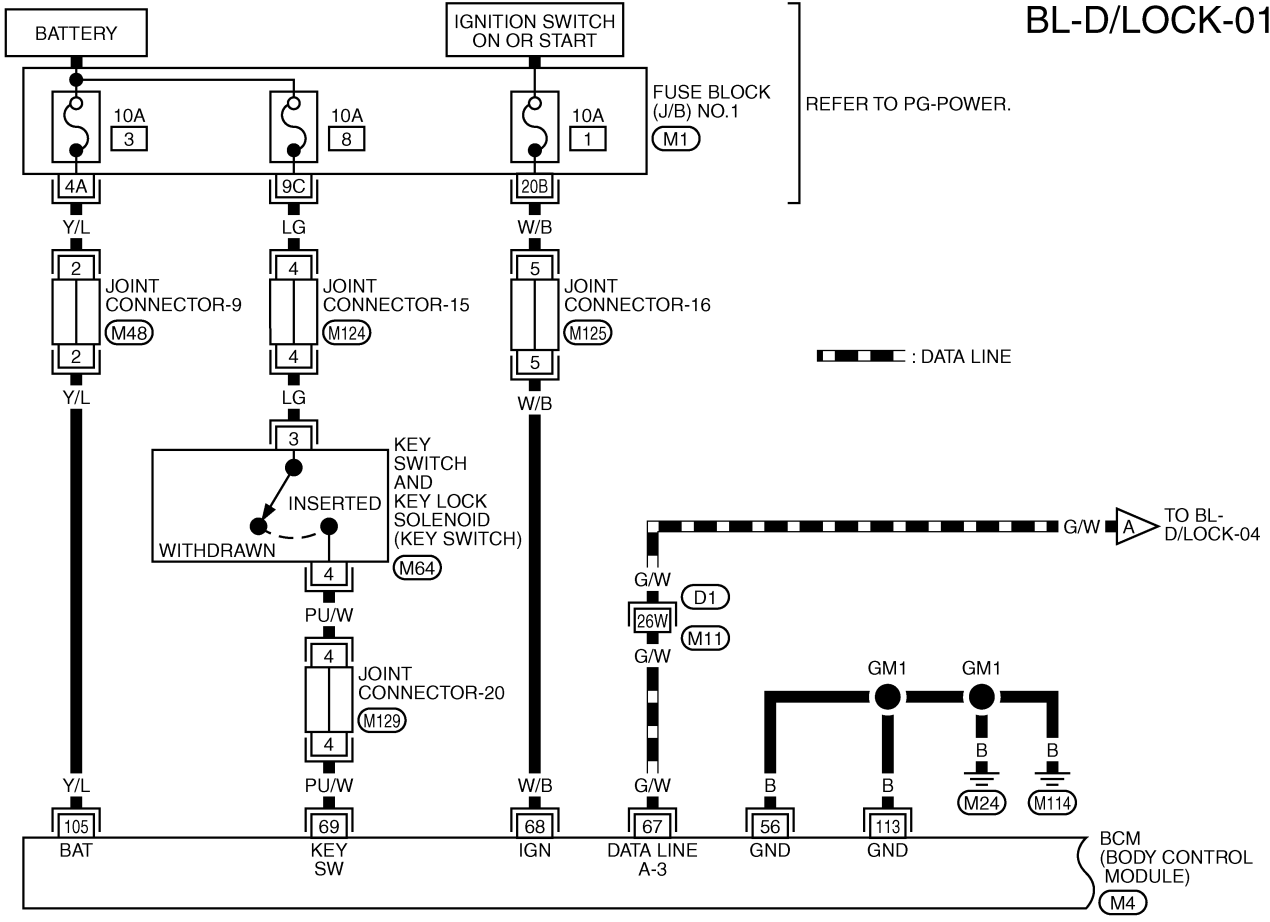 BL-D/LOCK-01
BATTERY
IGNITION SWITCH
ON OR START
10A
3
10A
8
10A
1
FUSE BLOCK
(J/B) NO.1
M1
REFER TO PG-POWER.
4A
9C
20B
Y/L
LG
W/B
2
4
5
JOINT
CONNECTOR-9
M48
JOINT
CONNECTOR-15
M124
JOINT
CONNECTOR-16
M125
2
4
5
: DATA LINE
Y/L
LG
W/B
3
KEY
SWITCH
AND
KEY LOCK
SOLENOID
(KEY SWITCH)
M64
INSERTED
WITHDRAWN
4
PU/W
4
JOINT
CONNECTOR-20
M129
4
G/W
A
TO BL-
D/LOCK-04
G/W
D1
26W
M11
G/W
GM1
GM1
B
B
M24
M114
Y/L
PU/W
W/B
G/W
B
B
105
69
68
67
56
113
BAT
KEY
SW
IGN
DATA LINE
A-3
GND
GND
BCM
(BODY CONTROL
MODULE)
M4